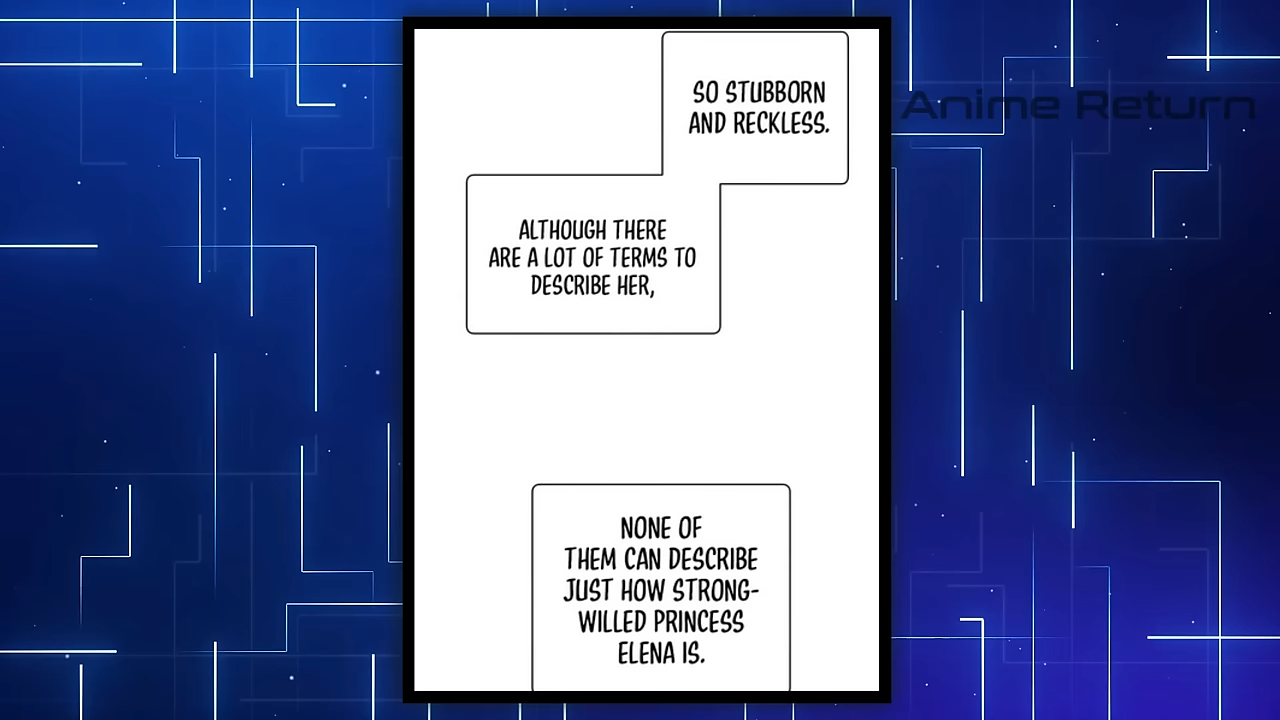 SO STUBBORN
AND RECKLESS.
ALTHOUGH THERE
ARE A LOT OF TERMS TO
DESCRIBE HER,
NONE OF
THEM CAN DESCRIBE
JUST HOW STRONG-
WILLED PRINCESS
ELENA IS.
Anime Return